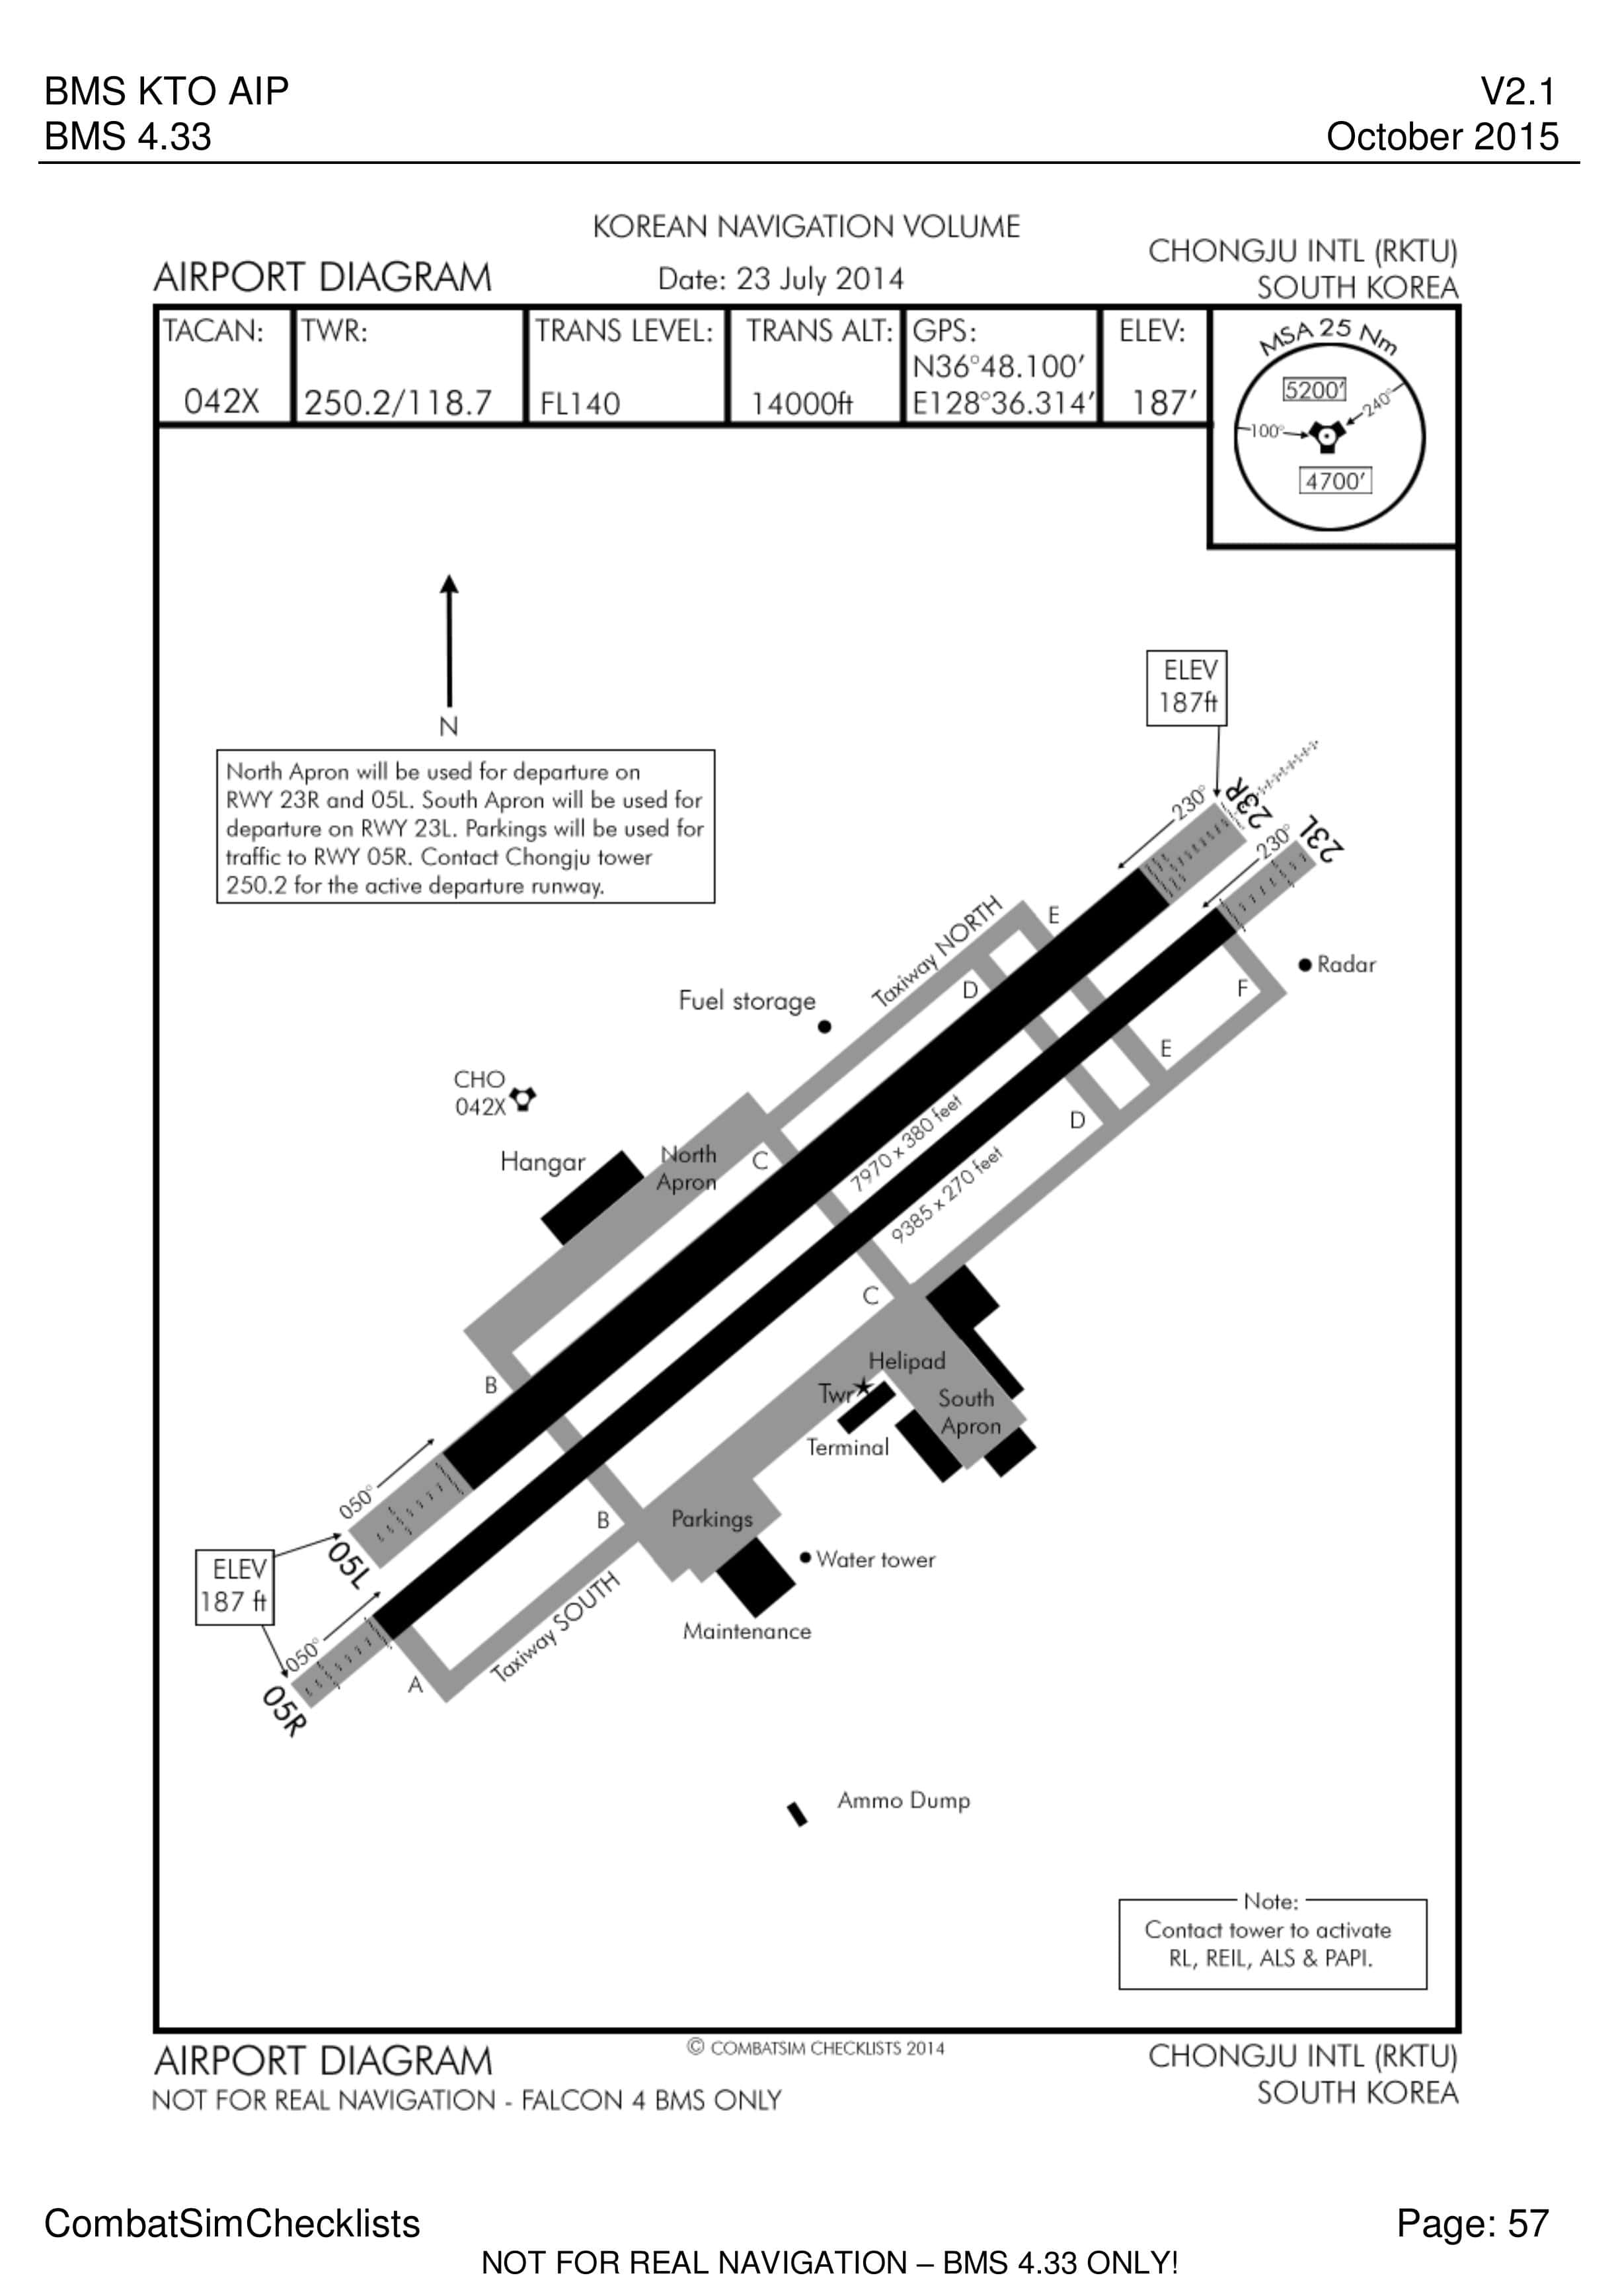 BMS KTO AIP
V2.1
BMS 4.33
October 2015
KOREAN NAVIGATION VOLUME
AIRPORT DIAGRAM
Date: 23 July 2014
CHONGJU INTL (RKTU)
SOUTH KOREA
TACAN:
042X
TWR:
250.2/118.7
TRANS LEVEL:
FL140
TRANS ALT:
14000ft
GPS:
N36°48.100'
E128°36.314'
ELEV:
187'
MSA 25 Nm
5200'
240°
100°
4700'
N
North Apron will be used for departure on
RWY 23R and 05L. South Apron will be used for
departure on RWY 23L. Parkings will be used for
traffic to RWY 05R. Contact Chongju tower
250.2 for the active departure runway.
ELEV
187ft
230°
23R
230°
23L
Taxiway NORTH
E
D
Radar
F
Fuel storage
E
CHO
042X
D
7970 x 380 feet
9385 x 270 feet
Hangar
North
Apron
C
C
B
Helipad
Twr
South
Apron
Terminal
050°
05L
B
Parkings
Water tower
ELEV
187 ft
Taxiway SOUTH
Maintenance
050°
05R
A
Ammo Dump
Note:
Contact tower to activate
RL, REIL, ALS & PAPI.
© COMBATSIM CHECKLISTS 2014
AIRPORT DIAGRAM
CHONGJU INTL (RKTU)
NOT FOR REAL NAVIGATION - FALCON 4 BMS ONLY
SOUTH KOREA
CombatSimChecklists
Page: 57
NOT FOR REAL NAVIGATION – BMS 4.33 ONLY!